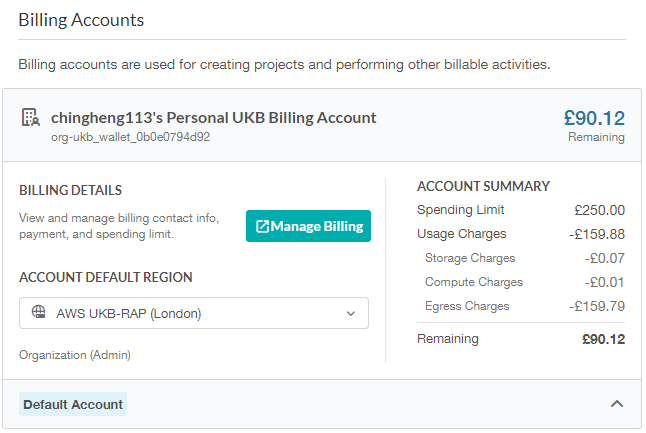 Billing Accounts
Billing accounts are used for creating projects and performing other billable activities.
chingheng113's Personal UKB Billing Account
org-ukb_wallet_0b0e0794d92
£90.12
Remaining
BILLING DETAILS
View and manage billing contact info,
payment, and spending limit.
Manage Billing
ACCOUNT DEFAULT REGION
AWS UKB-RAP (London)
Organization (Admin)
ACCOUNT SUMMARY
Spending Limit £250.00
Usage Charges -£159.88
Storage Charges -£0.07
Compute Charges -£0.01
Egress Charges -£159.79
Remaining £90.12
Default Account